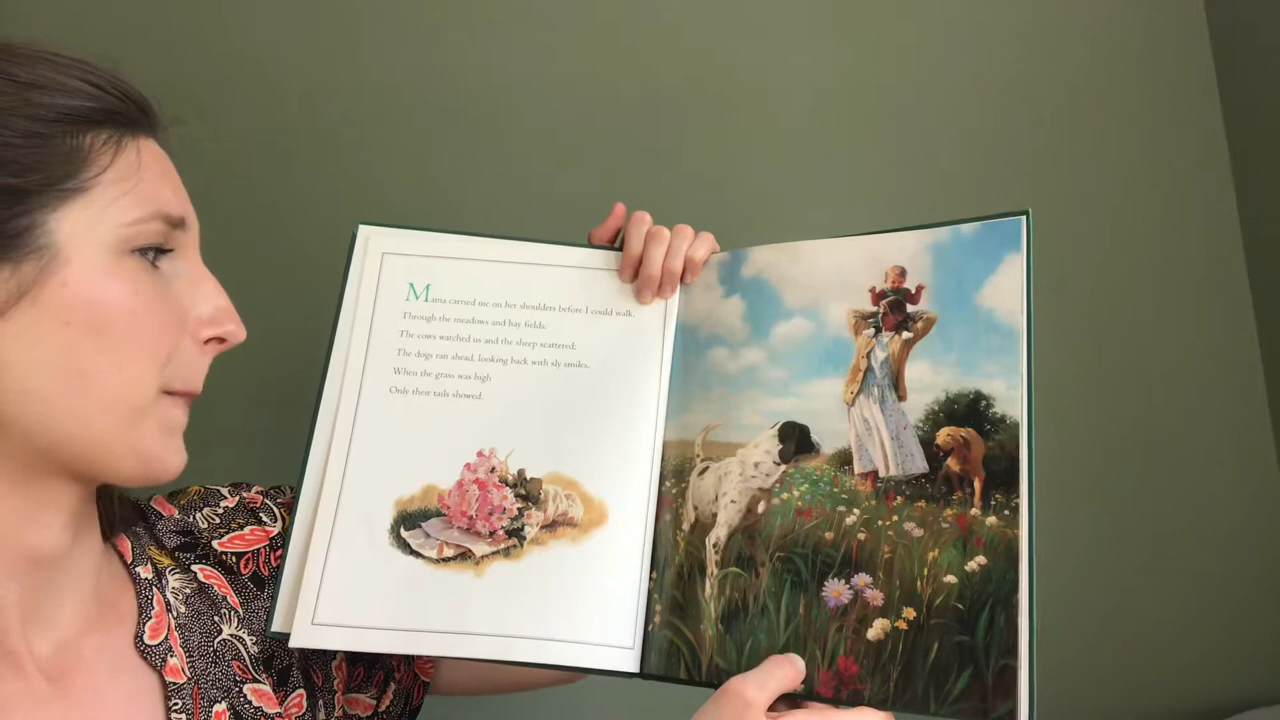 Mama carried me on her shoulders before I could walk.
Through the meadows and hay fields.
The cows watched us and the sheep scattered;
The dogs ran ahead, looking back with sly smiles.
When the grass was high
Only their tails showed.